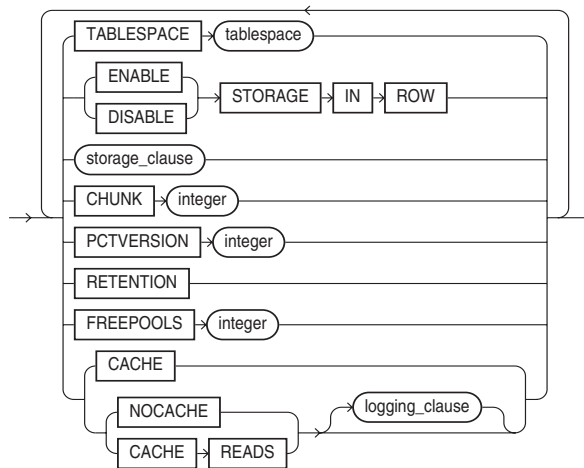 TABLESPACE tablespace
ENABLE
DISABLE
STORAGE IN ROW
storage_clause
CHUNK integer
PCTVERSION integer
RETENTION
FREEPOOLS integer
CACHE
NOCACHE
CACHE READS
logging_clause